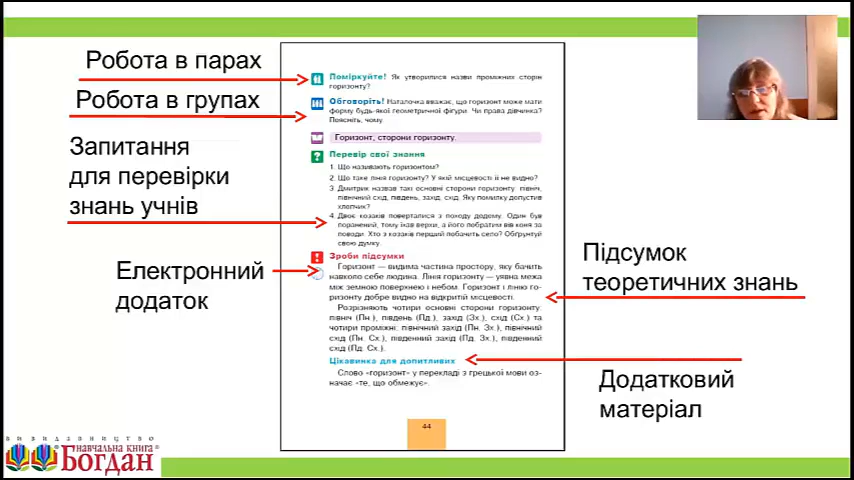 Робота в парах
Робота в групах
Запитання
для перевірки
знань учнів
Електронний
додаток
Поміркуйте! Як утворилися назви проміжних сторін
горизонту?
Обговоріть! Наталочка вважає, що горизонт може мати
форму будь-якої геометричної фігури. Чи права дівчинка?
Поясніть, чому.
Горизонт, сторони горизонту.
Перевір свої знання
1 Що називають горизонтом?
2. Що таке лінія горизонту? У якій місцевості її не видно?
3 Дмитрик назвав такі основні сторони горизонту північ,
північний схід, південь, захід, схід. Яку помилку допустив
хлопчик?
4 Двоє козаків поверталися з походу додому. Один був
поранений, тому їхав верхи, а його побратим вів коня за
поводи. Хто з козаків перший побачить село? Обґрунтуй
свою думку.
Зроби підсумки
Горизонт — видима частина простору, яку бачить
навколо себе людина. Лінія горизонту — уявна межа
між земною поверхнею і небом. Горизонт і лінію го-
ризонту добре видно на відкритій місцевості.
Розрізняють чотири основні сторони горизонту:
північ (Пн.), південь (Пд.), захід (Зх.), схід (Сх.) та
чотири проміжні: північний захід (Пн. Зх.), північний
схід (Пн. Сх.), південний захід (Пд. Зх.), південний
схід (Пд. Сх.).
Цікавинка для допитливих
Слово «горизонт» у перекладі з грецької мови оз-
начає «те, що обмежує».
44
Підсумок
теоретичних знань
Додатковий
матеріал
видавництво
навчальна книга
Богдан